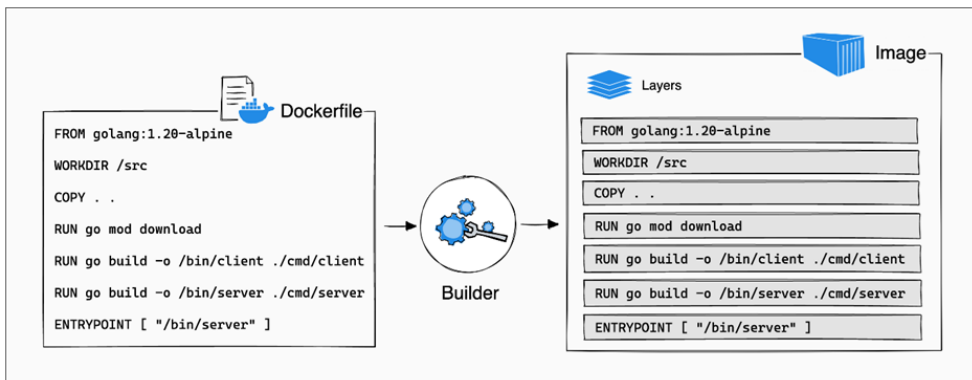 Dockerfile
FROM golang:1.20-alpine
WORKDIR /src
COPY . .
RUN go mod download
RUN go build -o /bin/client ./cmd/client
RUN go build -o /bin/server ./cmd/server
ENTRYPOINT [ "/bin/server" ]
Builder
Image
Layers
FROM golang:1.20-alpine
WORKDIR /src
COPY . .
RUN go mod download
RUN go build -o /bin/client ./cmd/client
RUN go build -o /bin/server ./cmd/server
ENTRYPOINT [ "/bin/server" ]